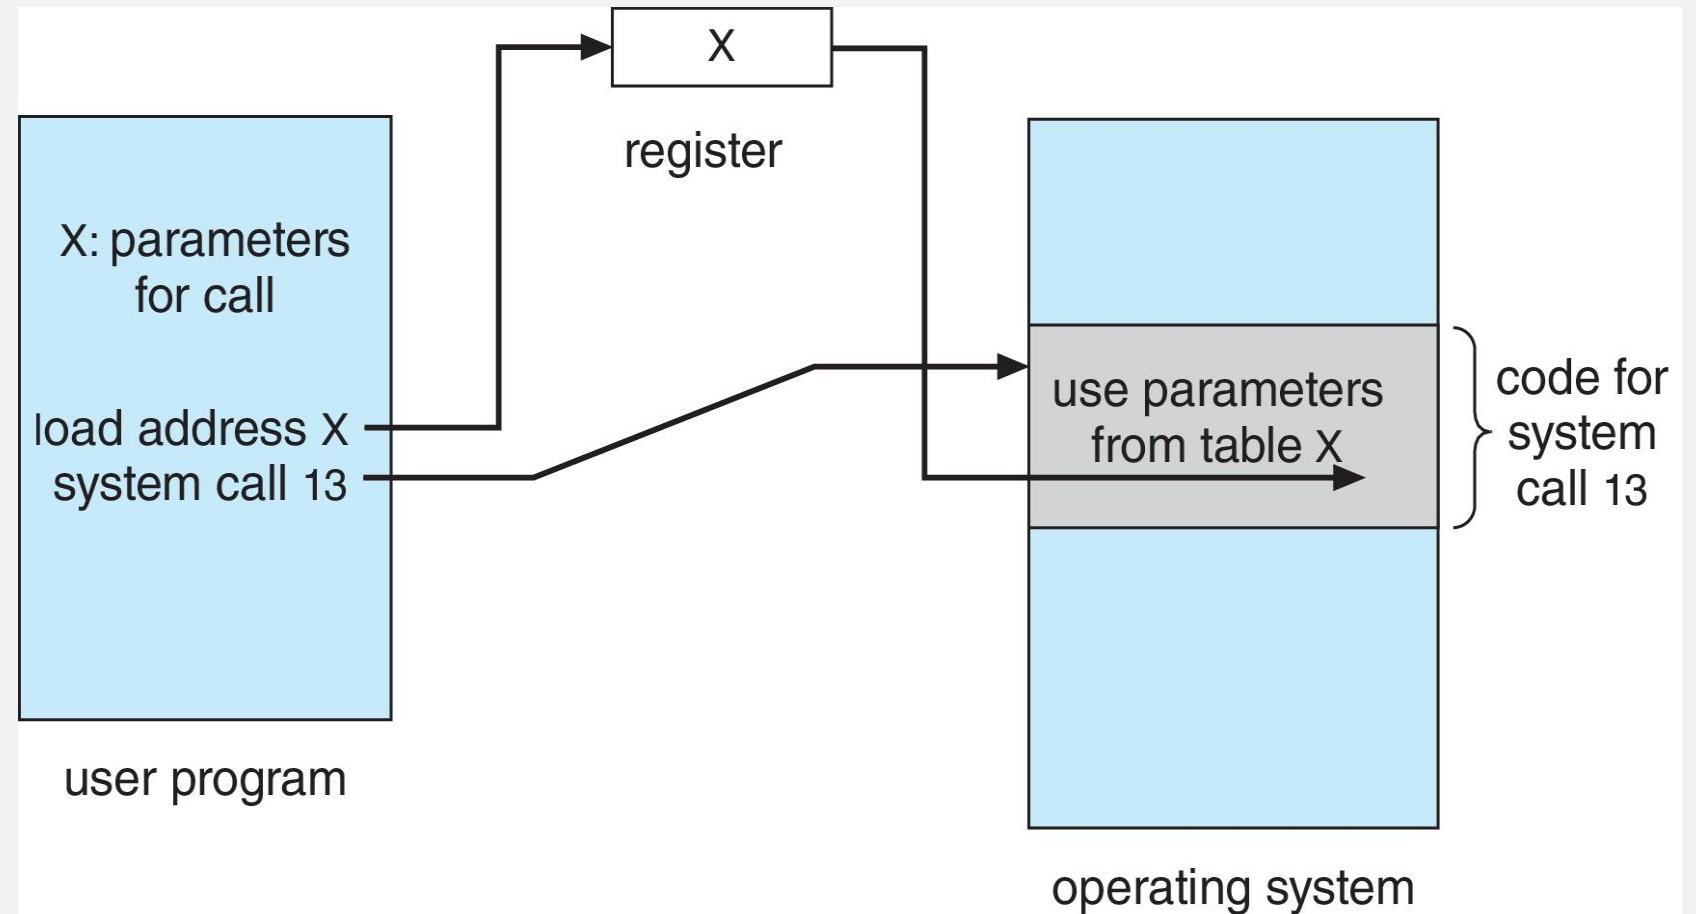 X
register
X: parameters
for call
load address X
system call 13
user program
use parameters
from table X
code for
system
call 13
operating system